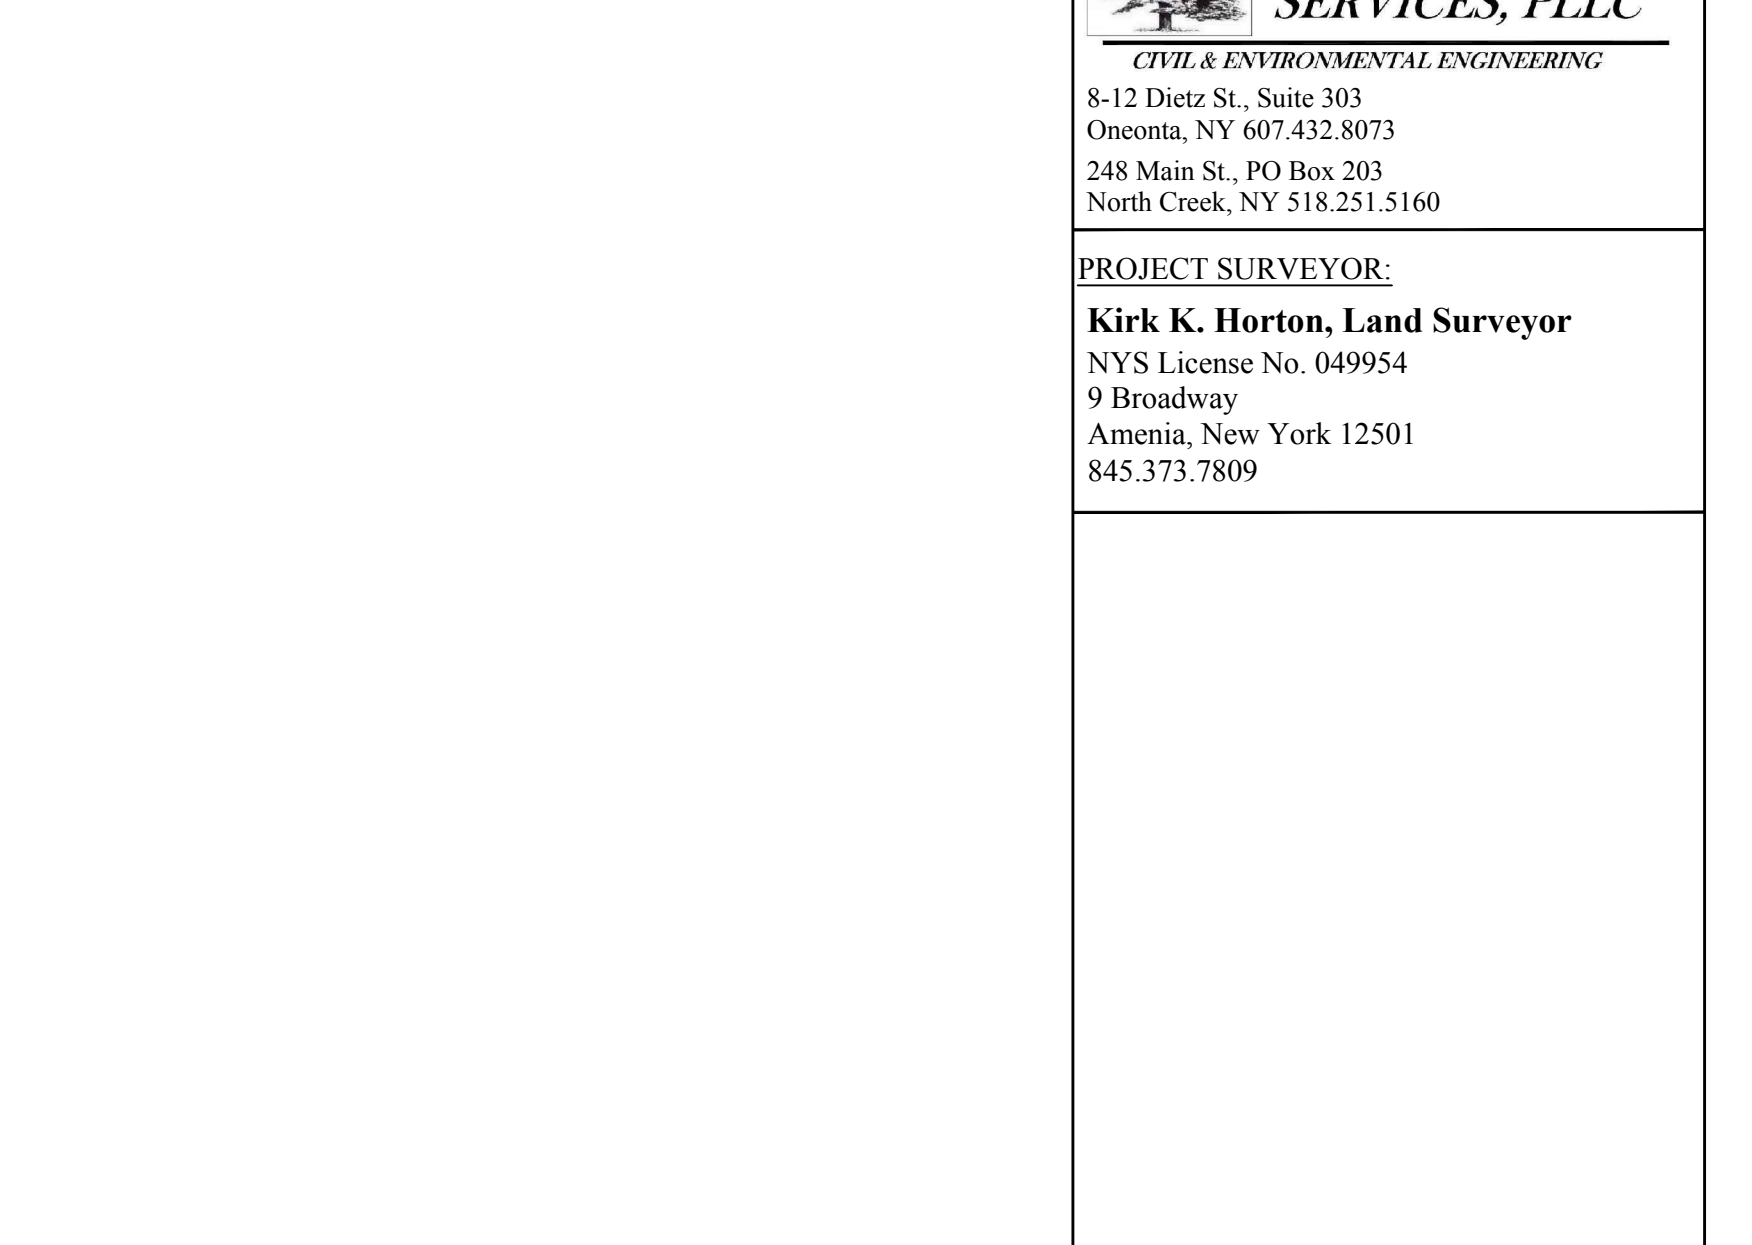 SERVICES, PLLC
CIVIL & ENVIRONMENTAL ENGINEERING
8-12 Dietz St., Suite 303
Oneonta, NY 607.432.8073
248 Main St., PO Box 203
North Creek, NY 518.251.5160
PROJECT SURVEYOR:
Kirk K. Horton, Land Surveyor
NYS License No. 049954
9 Broadway
Amenia, New York 12501
845.373.7809